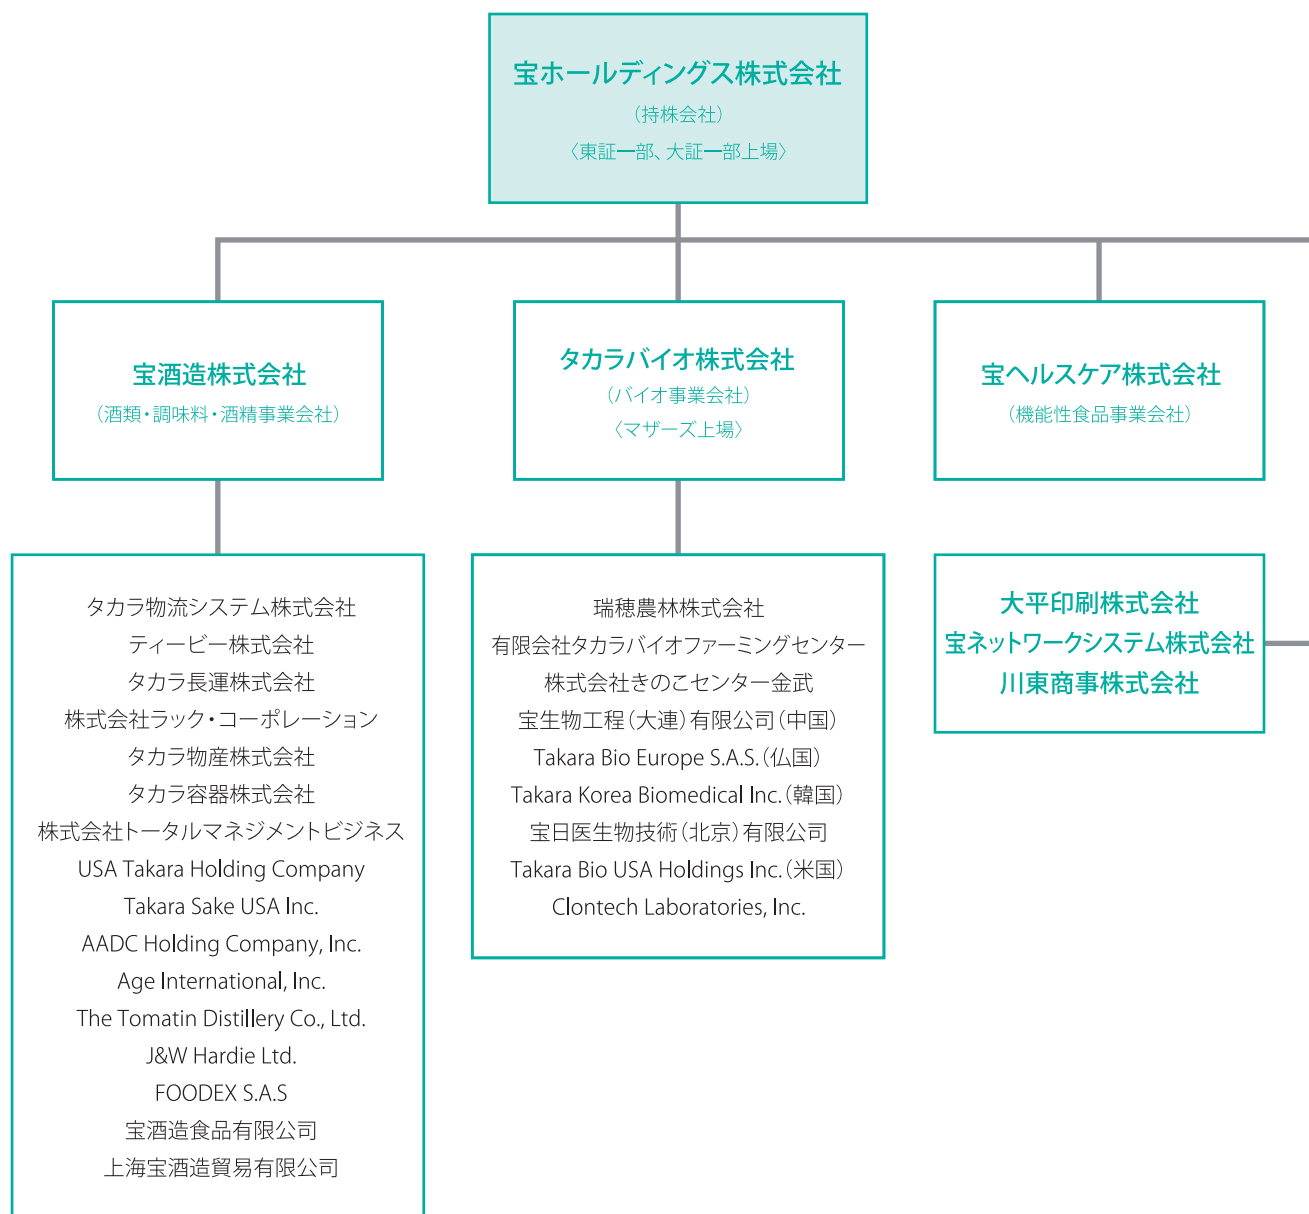 宝ホールディングス株式会社
（持株会社）
〈東証一部、大証一部上場〉
宝酒造株式会社
（酒類・調味料・酒精事業会社）
タカラバイオ株式会社
（バイオ事業会社）
〈マザーズ上場〉
宝ヘルスケア株式会社
（機能性食品事業会社）
タカラ物流システム株式会社
ティービー株式会社
タカラ長運株式会社
株式会社ラック・コーポレーション
タカラ物産株式会社
タカラ容器株式会社
株式会社トータルマネジメントビジネス
USA Takara Holding Company
Takara Sake USA Inc.
AADC Holding Company, Inc.
Age International, Inc.
The Tomatin Distillery Co., Ltd.
J&W Hardie Ltd.
FOODEX S.A.S
宝酒造食品有限公司
上海宝酒造貿易有限公司
瑞穂農林株式会社
有限会社タカラバイオファーミングセンター
株式会社きのこセンター金武
宝生物工程（大連）有限公司（中国）
Takara Bio Europe S.A.S.（仏国）
Takara Korea Biomedical Inc.（韓国）
宝日医生物技術（北京）有限公司
Takara Bio USA Holdings Inc.（米国）
Clontech Laboratories, Inc.
大平印刷株式会社
宝ネットワークシステム株式会社
川東商事株式会社